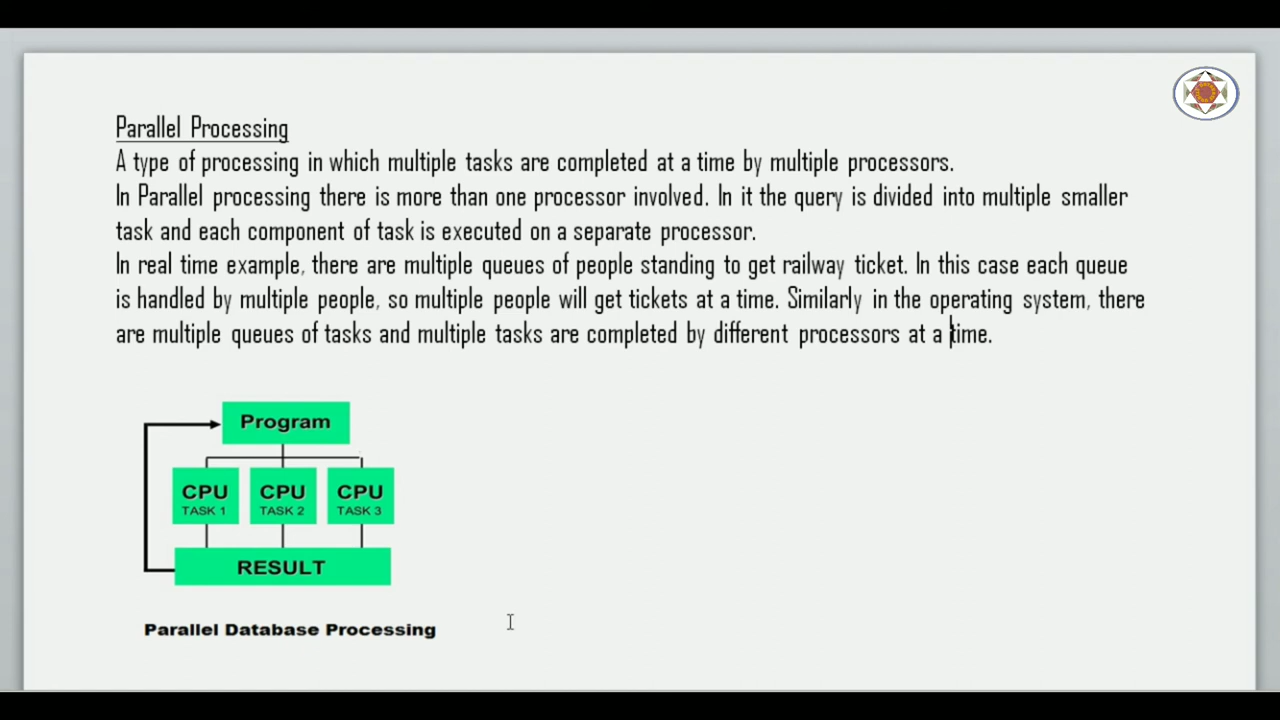 Parallel Processing
A type of processing in which multiple tasks are completed at a time by multiple processors.
In Parallel processing there is more than one processor involved. In it the query is divided into multiple smaller
task and each component of task is executed on a separate processor.
In real time example, there are multiple queues of people standing to get railway ticket. In this case each queue
is handled by multiple people, so multiple people will get tickets at a time. Similarly in the operating system, there
are multiple queues of tasks and multiple tasks are completed by different processors at a time.
Program
CPU CPU CPU
TASK 1 TASK 2 TASK 3
RESULT
Parallel Database Processing